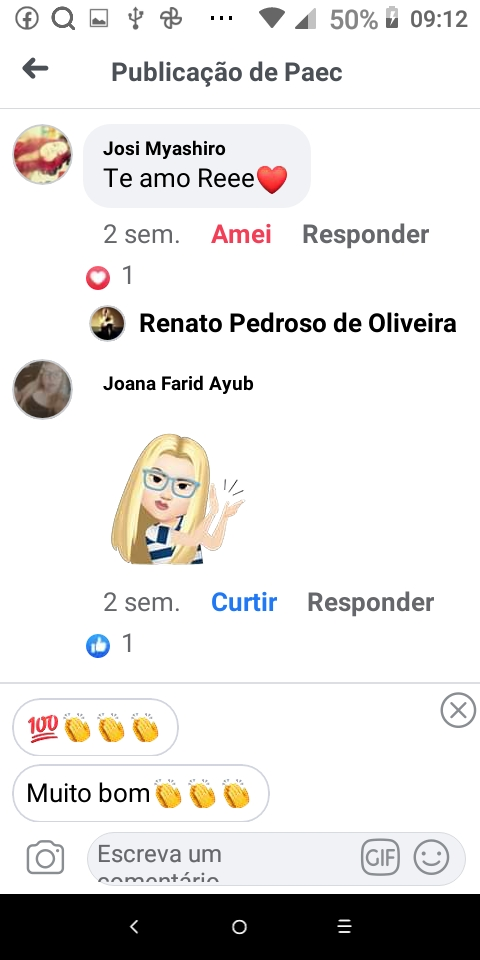 50% 09:12
Publicação de Paec
Josi Myashiro
Te amo Reee❤️
2 sem. Amei Responder
1
Renato Pedroso de Oliveira
Joana Farid Ayub
2 sem. Curtir Responder
1
💯👏👏👏
Muito bom👏👏👏
Escreva um
comentário
GIF